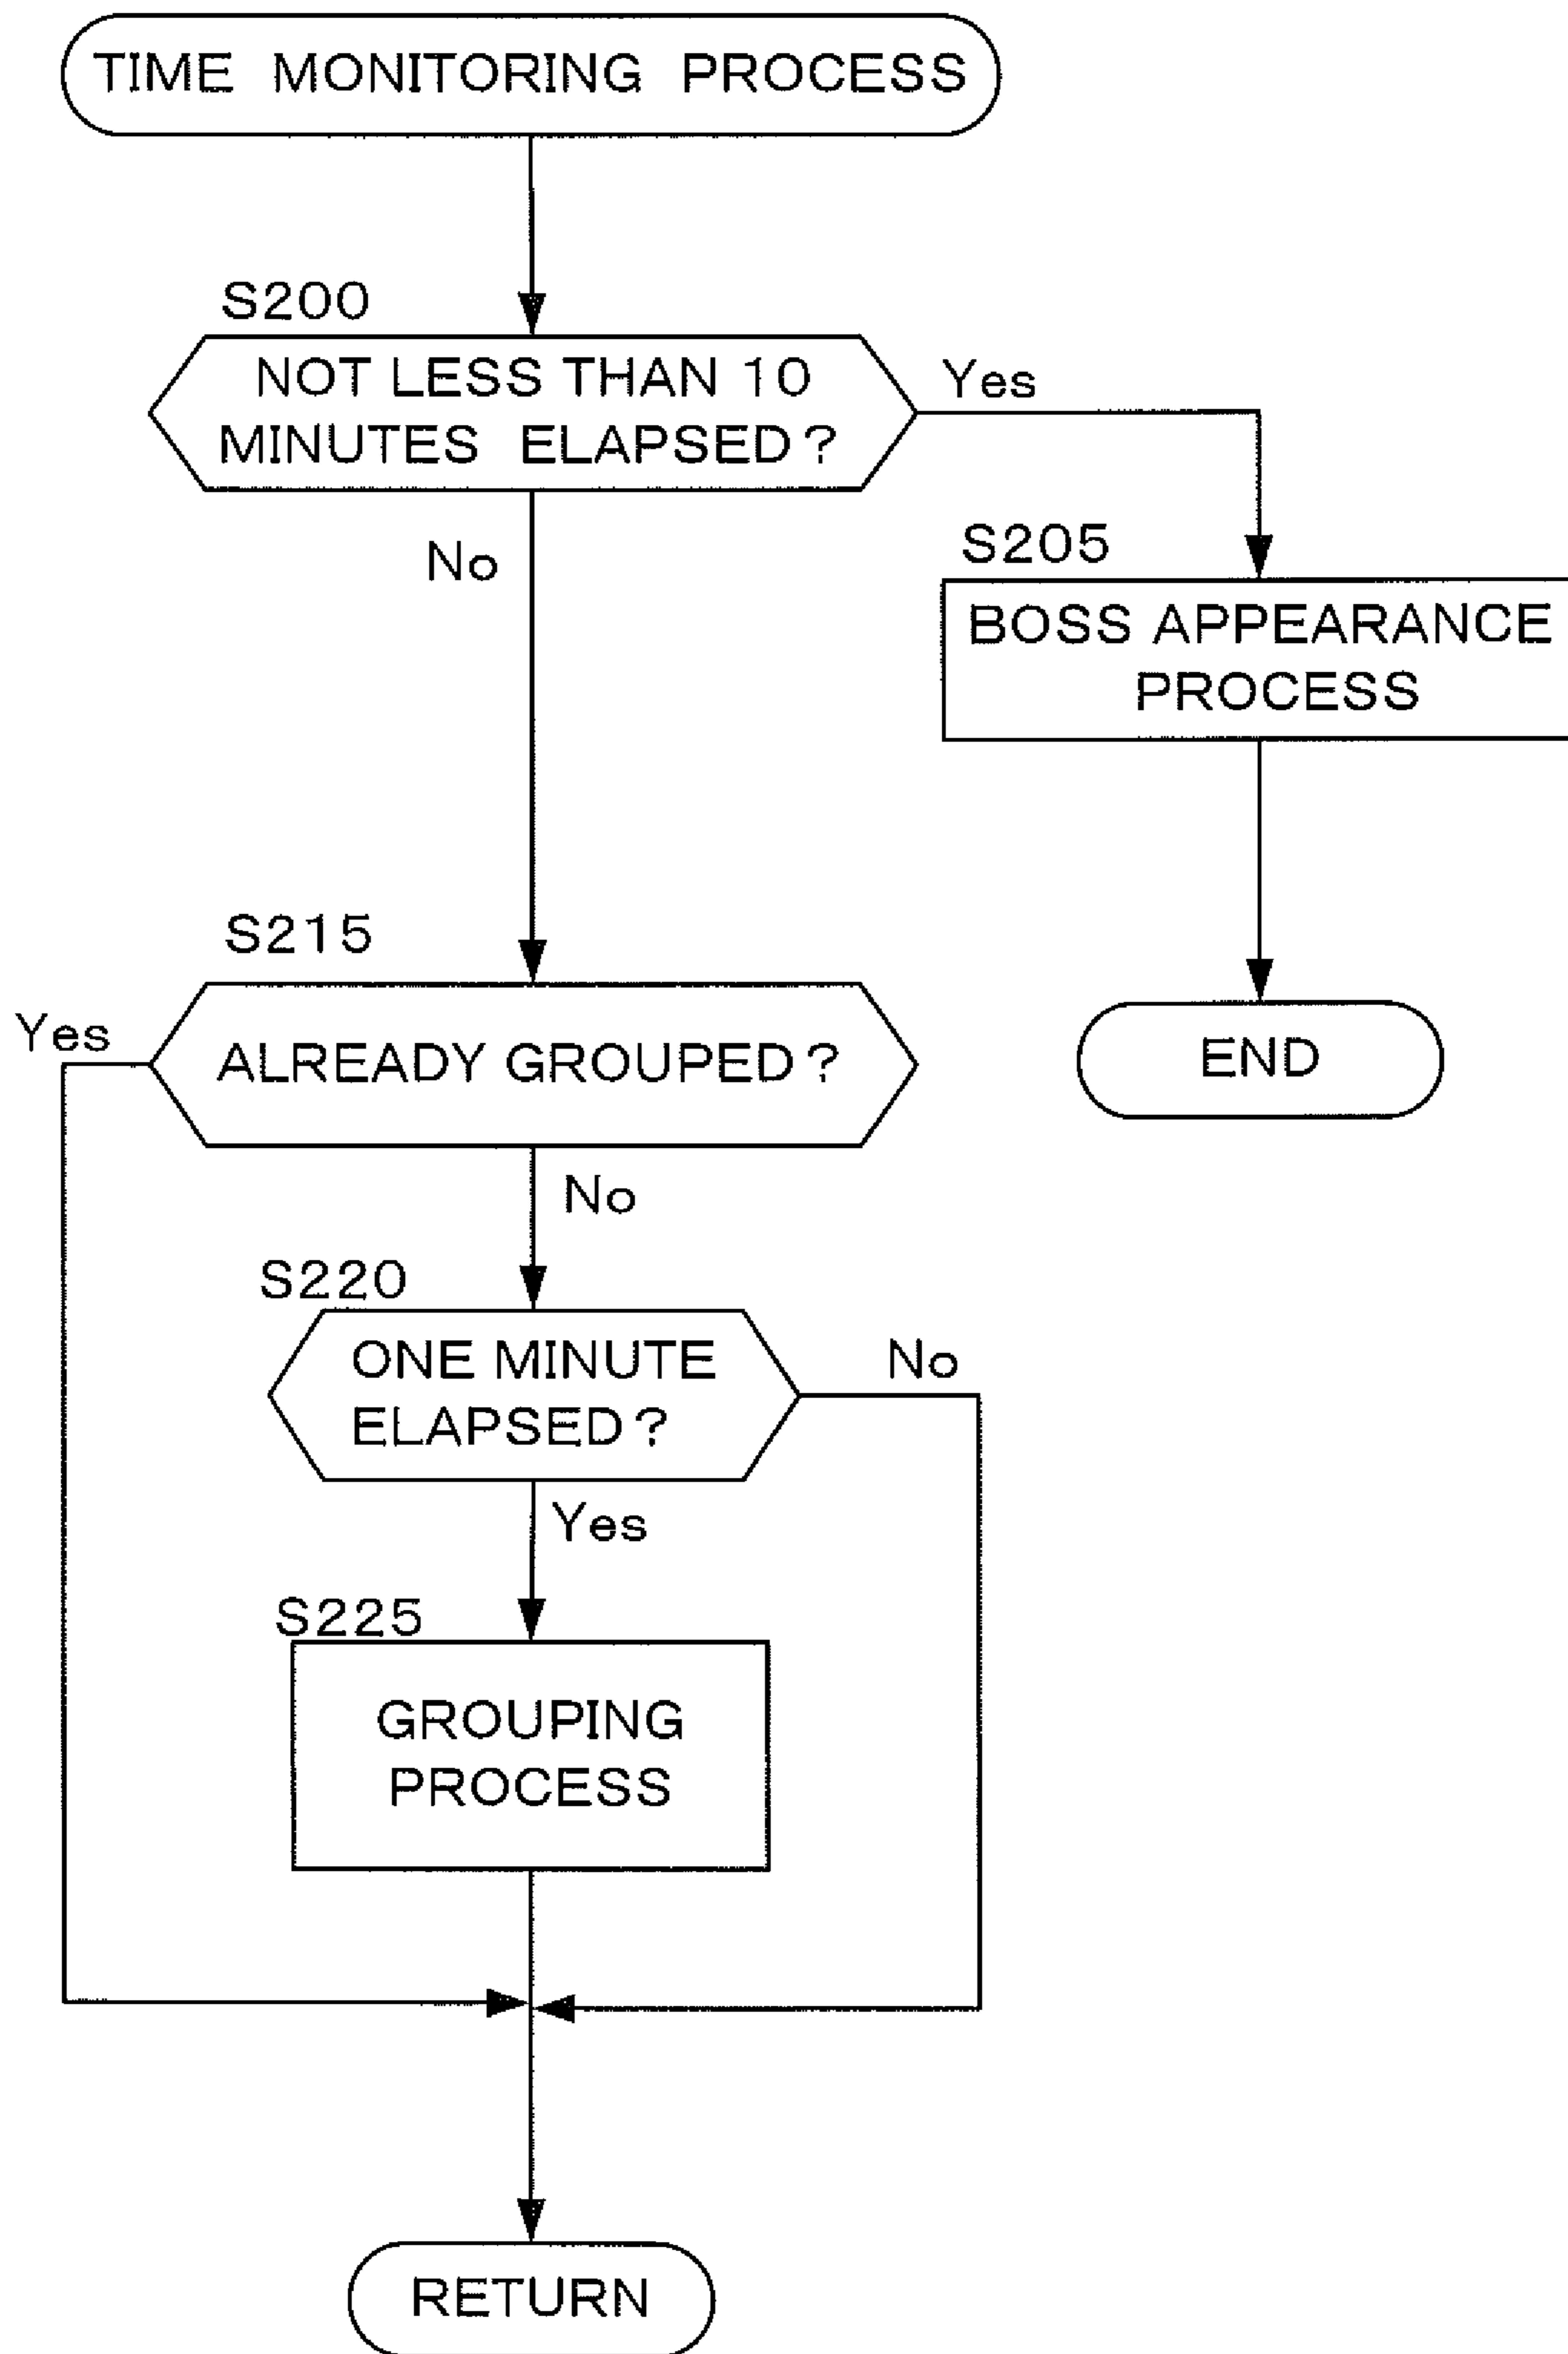 TIME MONITORING PROCESS
S200
NOT LESS THAN 10
MINUTES ELAPSED?
Yes
No
S205
BOSS APPEARANCE
PROCESS
END
S215
ALREADY GROUPED?
Yes
No
S220
ONE MINUTE
ELAPSED?
No
Yes
S225
GROUPING
PROCESS
RETURN